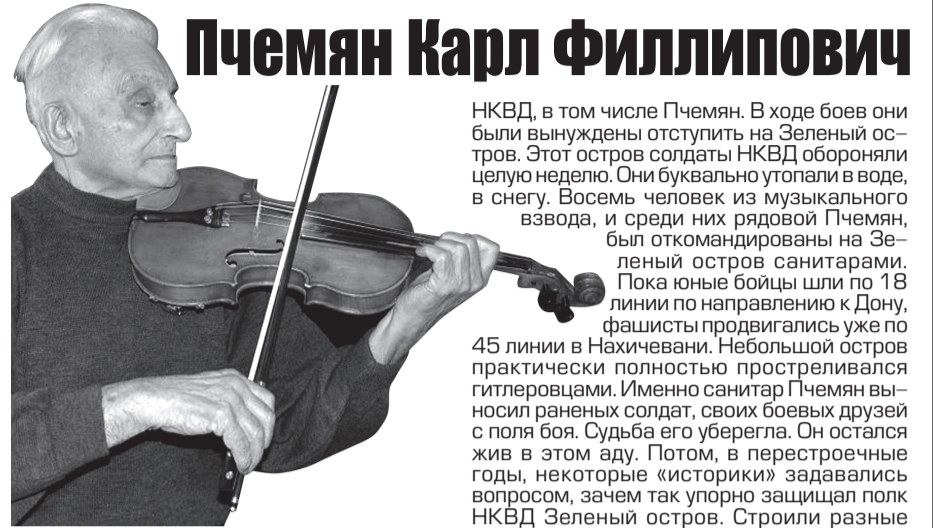 Пчемян Карл Филлипович
НКВД, в том числе Пчемян. В ходе боев они
были вынуждены отступить на Зеленый ос–
тров. Этот остров солдаты НКВД обороняли
целую неделю. Они буквально утопали в воде,
в снегу. Восемь человек из музыкального
взвода, и среди них рядовой Пчемян,
был откомандированы на Зе–
леный остров санитарами.
Пока юные бойцы шли по 18
линии по направлению к Дону,
фашисты продвигались уже по
45 линии в Нахичевани. Небольшой остров
практически полностью простреливался
гитлеровцами. Именно санитар Пчемян вы–
носил раненых солдат, своих боевых друзей
с поля боя. Судьба его уберегла. Он остался
жив в этом аду. Потом, в перестроечные
годы, некоторые «историки» задавались
вопросом, зачем так упорно защищал полк
НКВД Зеленый остров. Строили разные